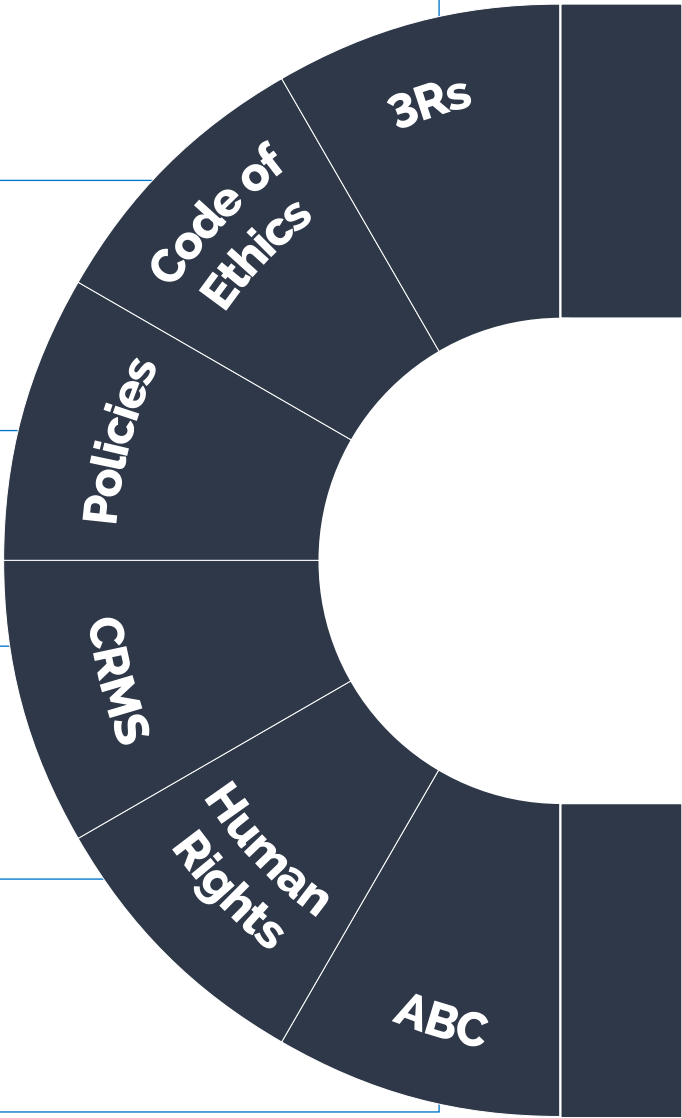 3Rs
Code of
Ethics
Policies
CRMS
Human
Rights
ABC